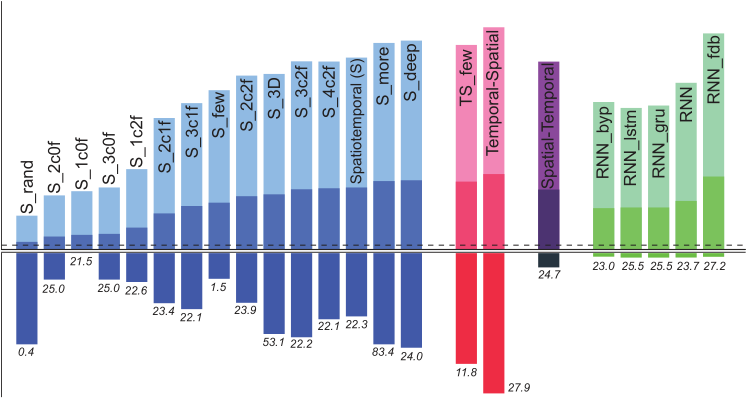 S_rand
S_2c0f
S_1c0f
S_3c0f
S_1c2f
S_2c1f
S_3c1f
S_few
S_2c2f
S_3D
S_3c2f
S_4c2f
Spatiotemporal (S)
S_more
S_deep
TS_few
Temporal-Spatial
Spatial-Temporal
RNN_byp
RNN_lstm
RNN_gru
RNN
RNN_fdb
0.4
25.0
21.5
25.0
22.6
23.4
22.1
1.5
23.9
53.1
22.2
22.1
22.3
83.4
24.0
11.8
27.9
24.7
23.0
25.5
25.5
23.7
27.2